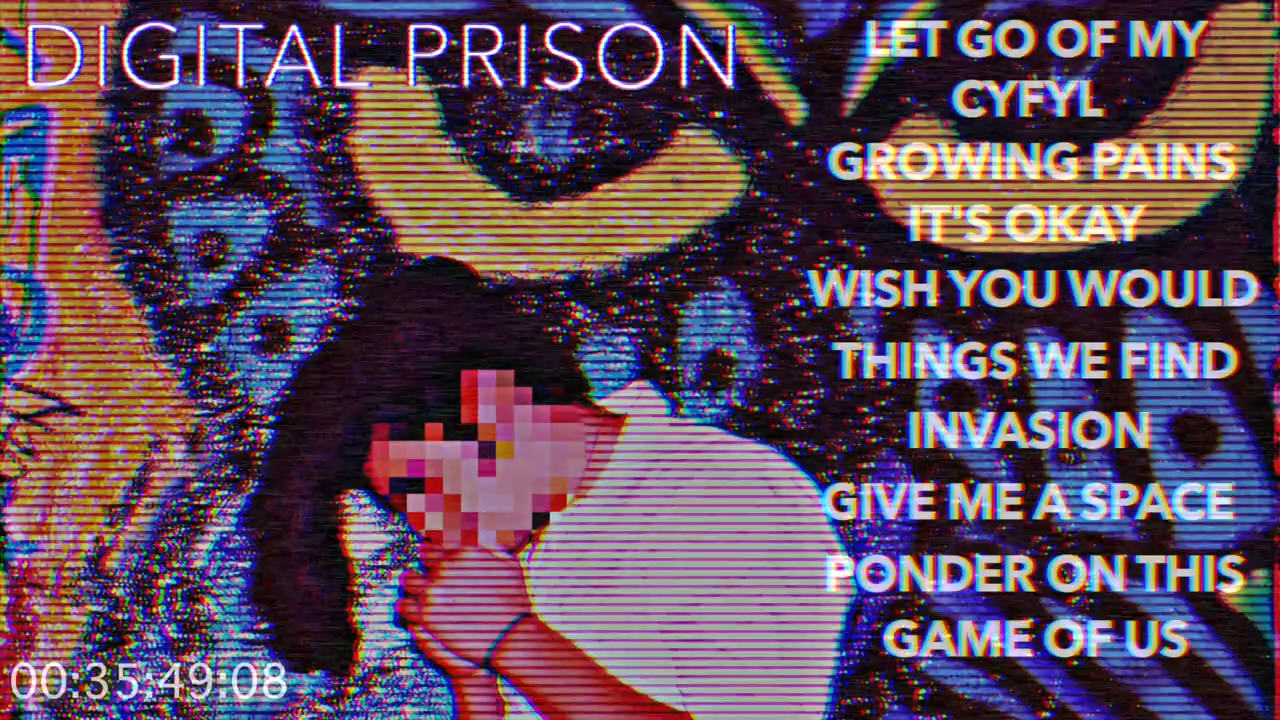 DIGITAL PRISON
LET GO OF MY
CYFYL
GROWING PAINS
IT'S OKAY
WISH YOU WOULD
THINGS WE FIND
INVASION
GIVE ME A SPACE
PONDER ON THIS
GAME OF US
00:35:49:08